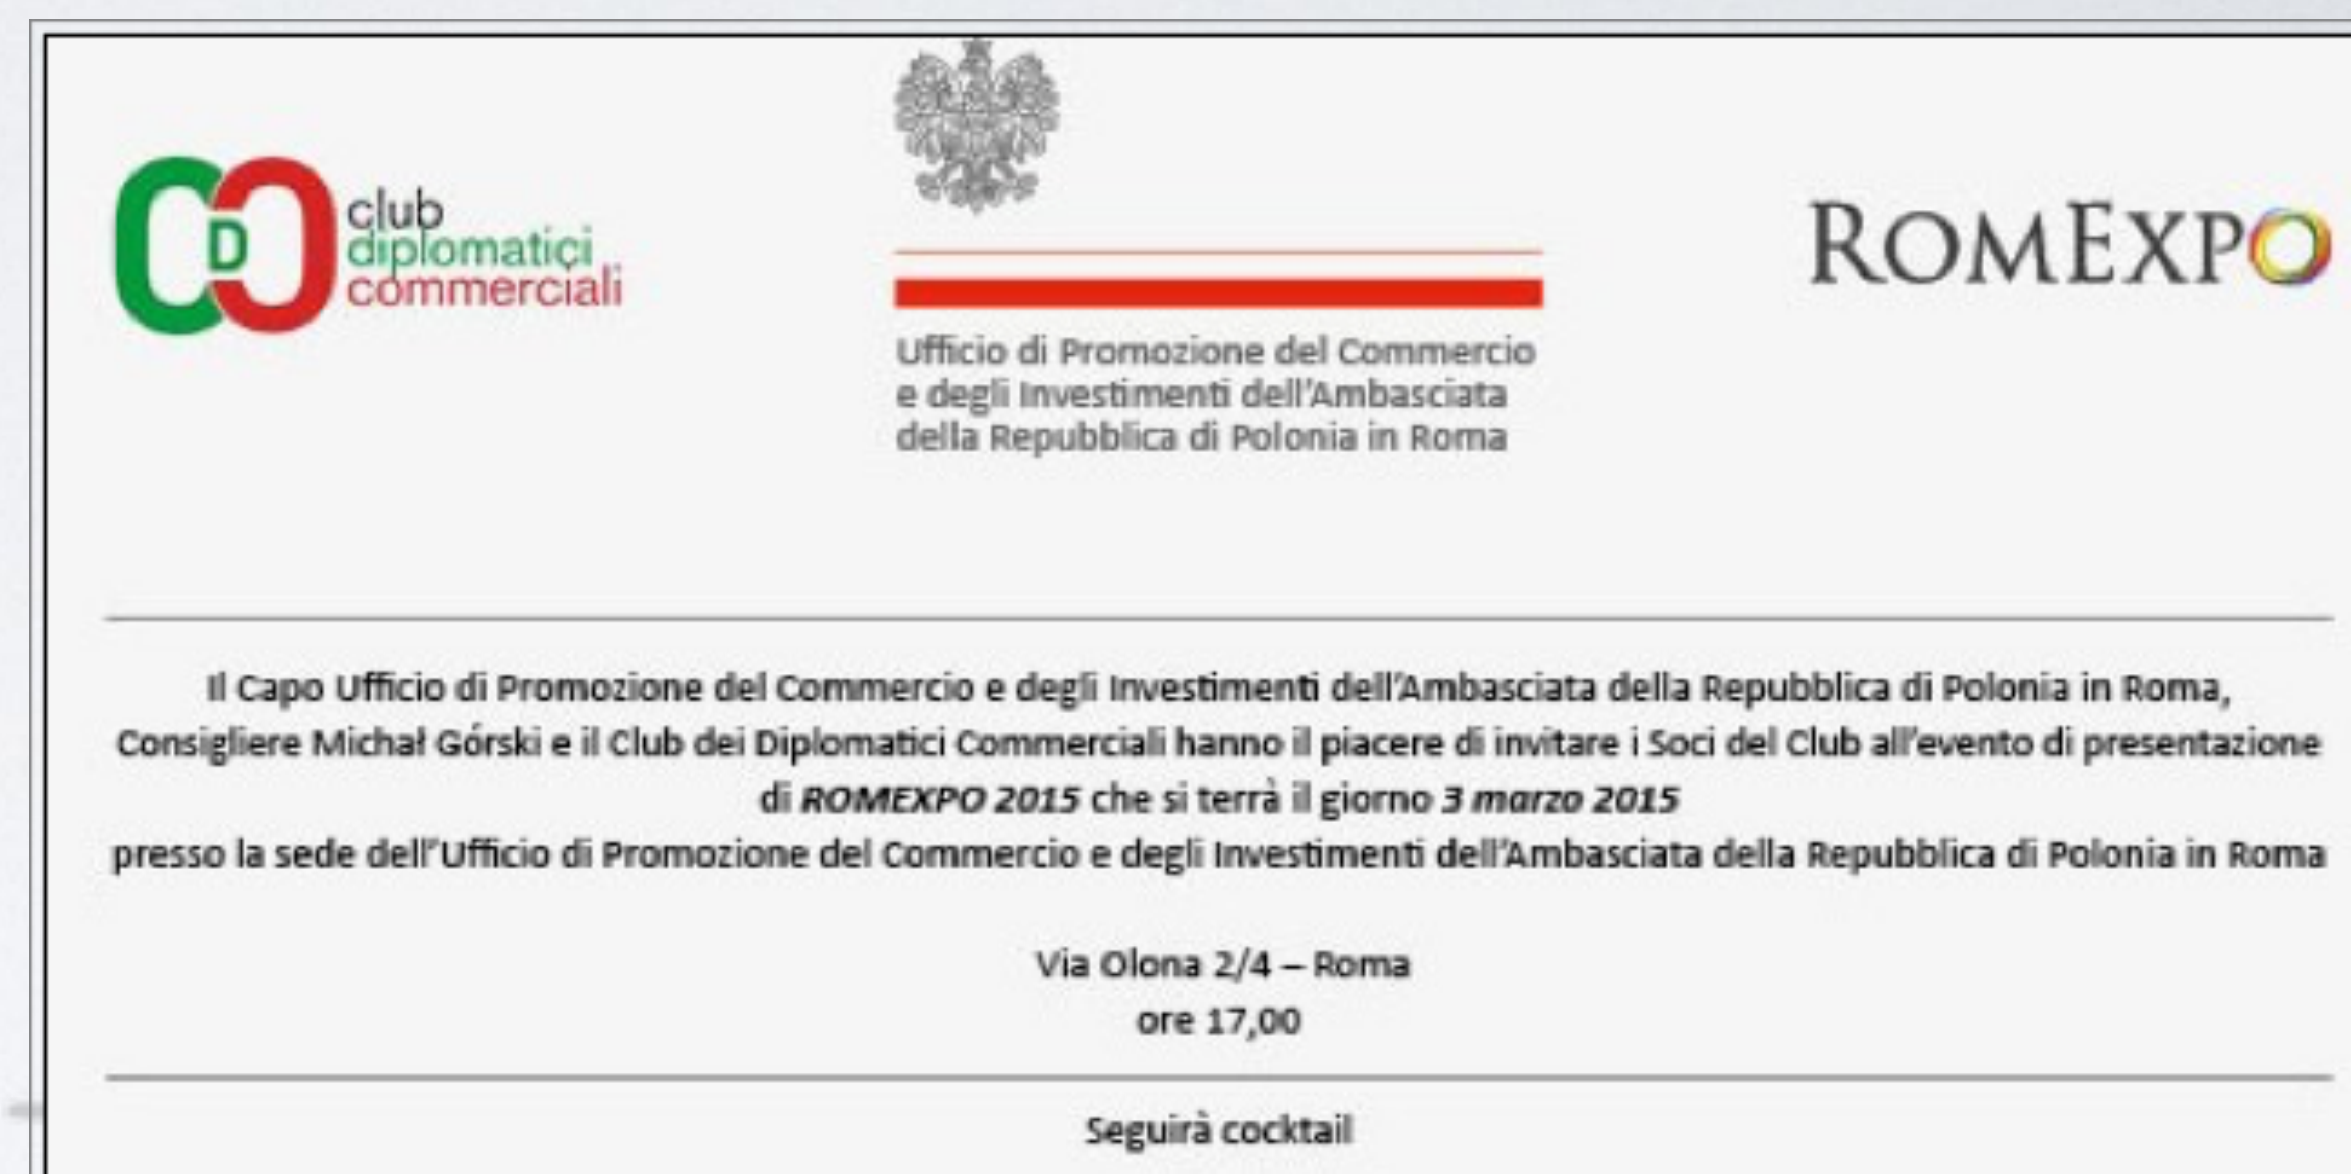 CDC club
diplomatici
commerciali
ROMEXPO
Ufficio di Promozione del Commercio
e degli Investimenti dell'Ambasciata
della Repubblica di Polonia in Roma
Il Capo Ufficio di Promozione del Commercio e degli Investimenti dell'Ambasciata della Repubblica di Polonia in Roma,
Consigliere Michał Górski e il Club dei Diplomatici Commerciali hanno il piacere di invitare i Soci del Club all'evento di presentazione
di ROMEXPO 2015 che si terrà il giorno 3 marzo 2015
presso la sede dell'Ufficio di Promozione del Commercio e degli Investimenti dell'Ambasciata della Repubblica di Polonia in Roma
Via Olona 2/4 – Roma
ore 17,00
Seguirà cocktail